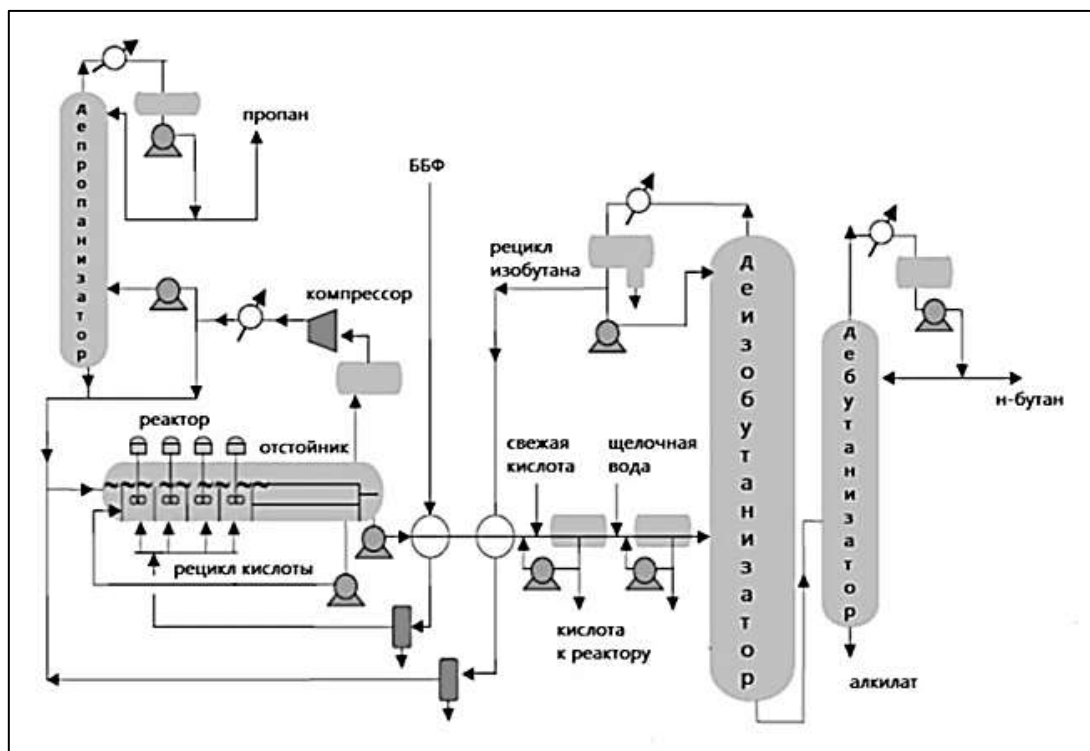 депропанизатор
пропан
ББФ
рецикл
изобутана
компрессор
деизобутанизатор
дебутанизатор
н-бутан
реактор
отстойник
свежая
кислота
щелочная
вода
рецикл кислоты
кислота
к реактору
алкилат